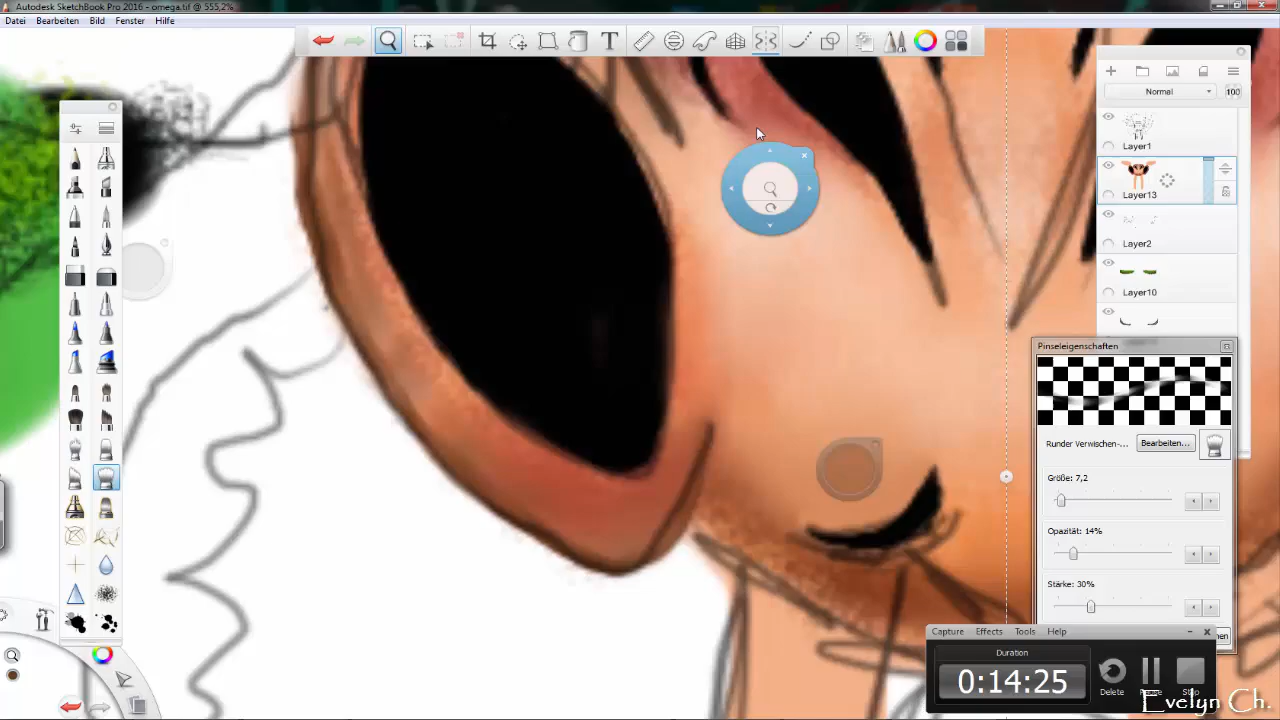 Autodesk SketchBook Pro 2016 - omega.tif @ 555,2%
Datei Bearbeiten Bild Fenster Hilfe
T
Normal 100
Layer1
Layer13
Layer2
Layer10
Pinseleigenschaften
Runder Verwischen-... Bearbeiten...
Größe: 7,2
Opazität: 14%
Stärke: 30%
Capture Effects Tools Help
Duration
0:14:25
Delete Pause Stop
Evelyn Ch.